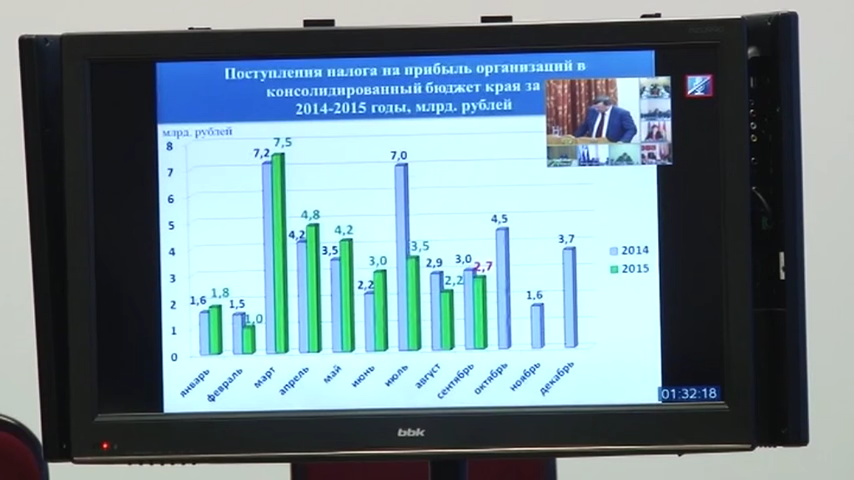 Поступления налога на прибыль организаций в
консолидированный бюджет края за
2014-2015 годы, млрд. рублей
млрд. рублей
8
7
6
5
4
3
2
1
0
1,6
1,8
1,5
1,0
7,2
7,5
4,2
4,8
3,5
4,2
2,2
3,0
7,0
3,5
2,9
2,2
3,0
2,7
4,5
1,6
3,7
2014
2015
январь
февраль
март
апрель
май
июнь
июль
август
сентябрь
октябрь
ноябрь
декабрь
01:32:18
bbk